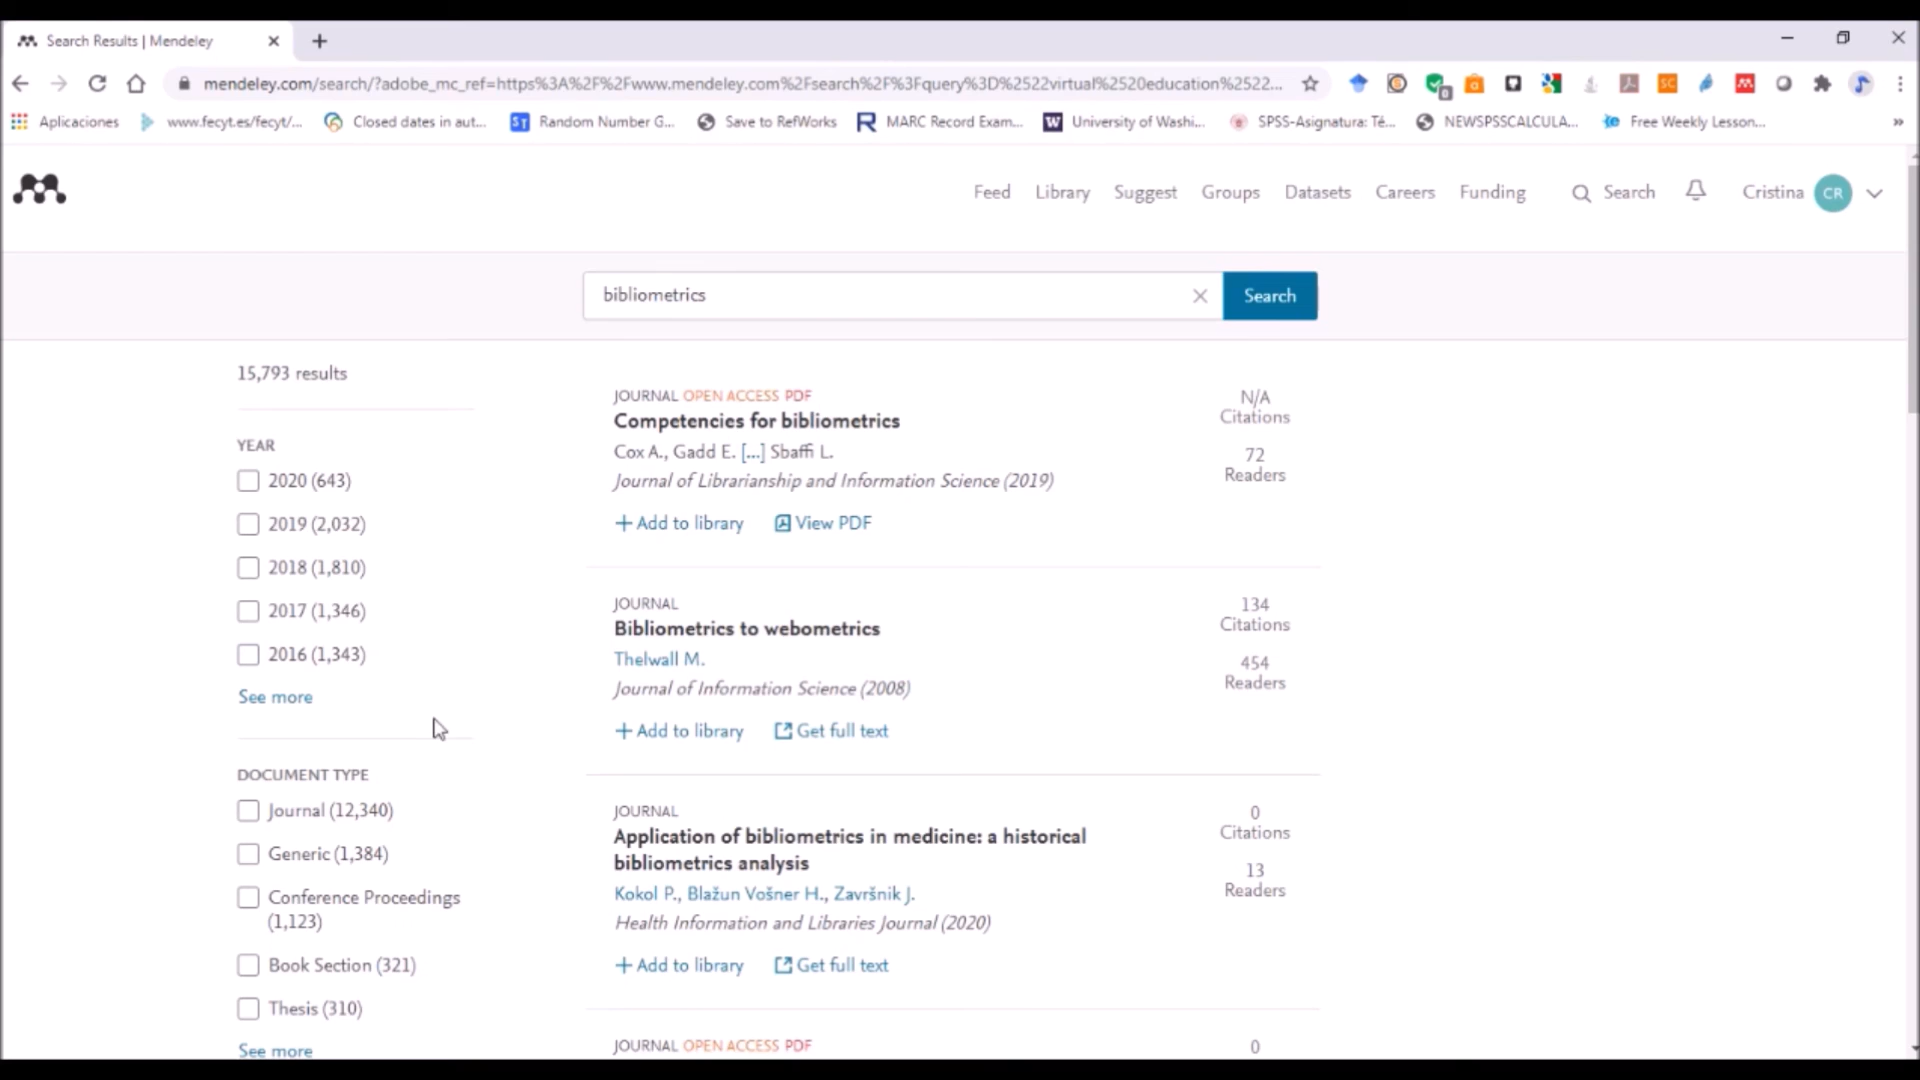 Search Results | Mendeley
mendeley.com/search/?adobe_mc_ref=https%3A%2F%2Fwww.mendeley.com%2Fsearch%2F%3Fquery%3D%2522virtual%2520education%2522...
Aplicaciones www.fecyt.es/fecyt/... Closed dates in aut... ST Random Number G... Save to RefWorks R MARC Record Exam... W University of Washi... SPSS-Asignatura: Té... NEWSPSSCALCULA... Free Weekly Lesson... »
Feed Library Suggest Groups Datasets Careers Funding Search Cristina CR
bibliometrics Search
15,793 results
YEAR
2020 (643)
2019 (2,032)
2018 (1,810)
2017 (1,346)
2016 (1,343)
See more
DOCUMENT TYPE
Journal (12,340)
Generic (1,384)
Conference Proceedings
(1,123)
Book Section (321)
Thesis (310)
See more
JOURNAL OPEN ACCESS PDF
Competencies for bibliometrics
Cox A., Gadd E. [...] Sbaffi L.
Journal of Librarianship and Information Science (2019)
+ Add to library View PDF
N/A
Citations
72
Readers
JOURNAL
Bibliometrics to webometrics
Thelwall M.
Journal of Information Science (2008)
+ Add to library Get full text
134
Citations
454
Readers
JOURNAL
Application of bibliometrics in medicine: a historical
bibliometrics analysis
Kokol P., Blažun Vošner H., Završnik J.
Health Information and Libraries Journal (2020)
+ Add to library Get full text
0
Citations
13
Readers
JOURNAL OPEN ACCESS PDF
0